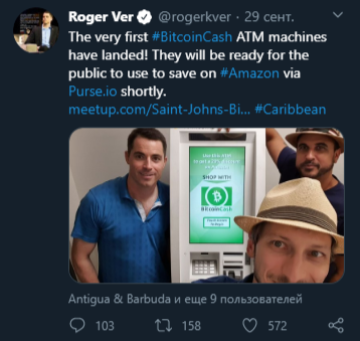 Roger Ver @rogerkver · 29 сент.
The very first #BitcoinCash ATM machines
have landed! They will be ready for the
public to use to save on #Amazon via
Purse.io shortly.
meetup.com/Saint-Johns-Bi... #Caribbean
SHOP WITH
BitcoinCash
Antigua & Barbuda и еще 9 пользователей
103 158 572